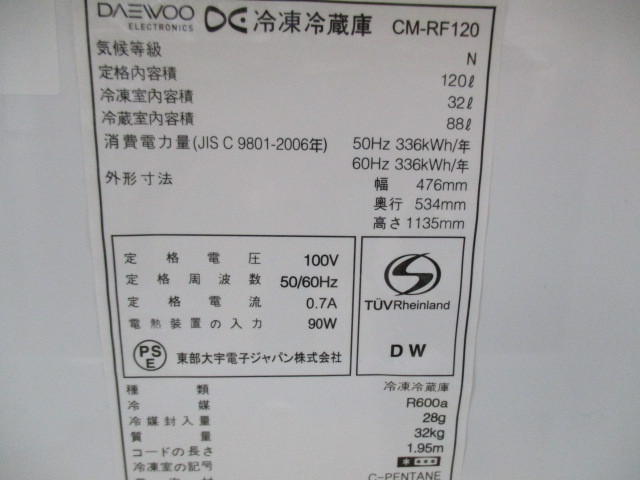 DAEWOO ELECTRONICS 冷凍冷蔵庫 CM-RF120
気候等級 N
定格内容積 120ℓ
冷凍室内容積 32ℓ
冷蔵室内容積 88ℓ
消費電力量(JIS C 9801-2006年) 50Hz 336kWh/年
60Hz 336kWh/年
外形寸法 幅 476mm
奥行 534mm
高さ 1135mm
定格電圧 100V
定格周波数 50/60Hz
定格電流 0.7A
電熱装置の入力 90W
PSE 東部大宇電子ジャパン株式会社
TÜVRheinland
DW
種類 冷凍冷蔵庫
冷媒 R600a
冷媒封入量 28g
質量 32kg
コードの長さ 1.95m
冷凍室の記号
C-PENTANE